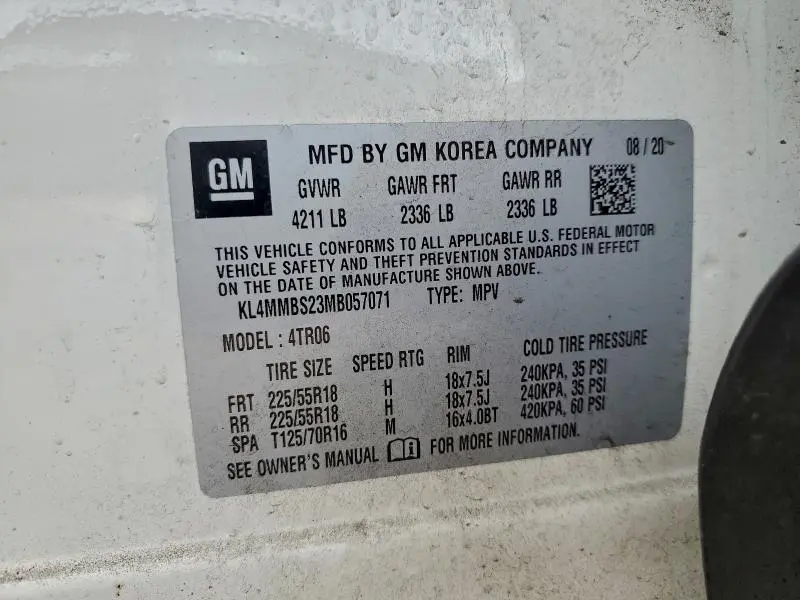 GM
MFD BY GM KOREA COMPANY 08/20
GVWR GAWR FRT GAWR RR
4211 LB 2336 LB 2336 LB
THIS VEHICLE CONFORMS TO ALL APPLICABLE U.S. FEDERAL MOTOR
VEHICLE SAFETY AND THEFT PREVENTION STANDARDS IN EFFECT
ON THE DATE OF MANUFACTURE SHOWN ABOVE.
KL4MMBS23MB057071 TYPE: MPV
MODEL: 4TR06
TIRE SIZE SPEED RTG RIM COLD TIRE PRESSURE
FRT 225/55R18 H 18x7.5J 240KPA, 35 PSI
RR 225/55R18 H 18x7.5J 240KPA, 35 PSI
SPA T125/70R16 M 16x4.0BT 420KPA, 60 PSI
SEE OWNER'S MANUAL i FOR MORE INFORMATION.